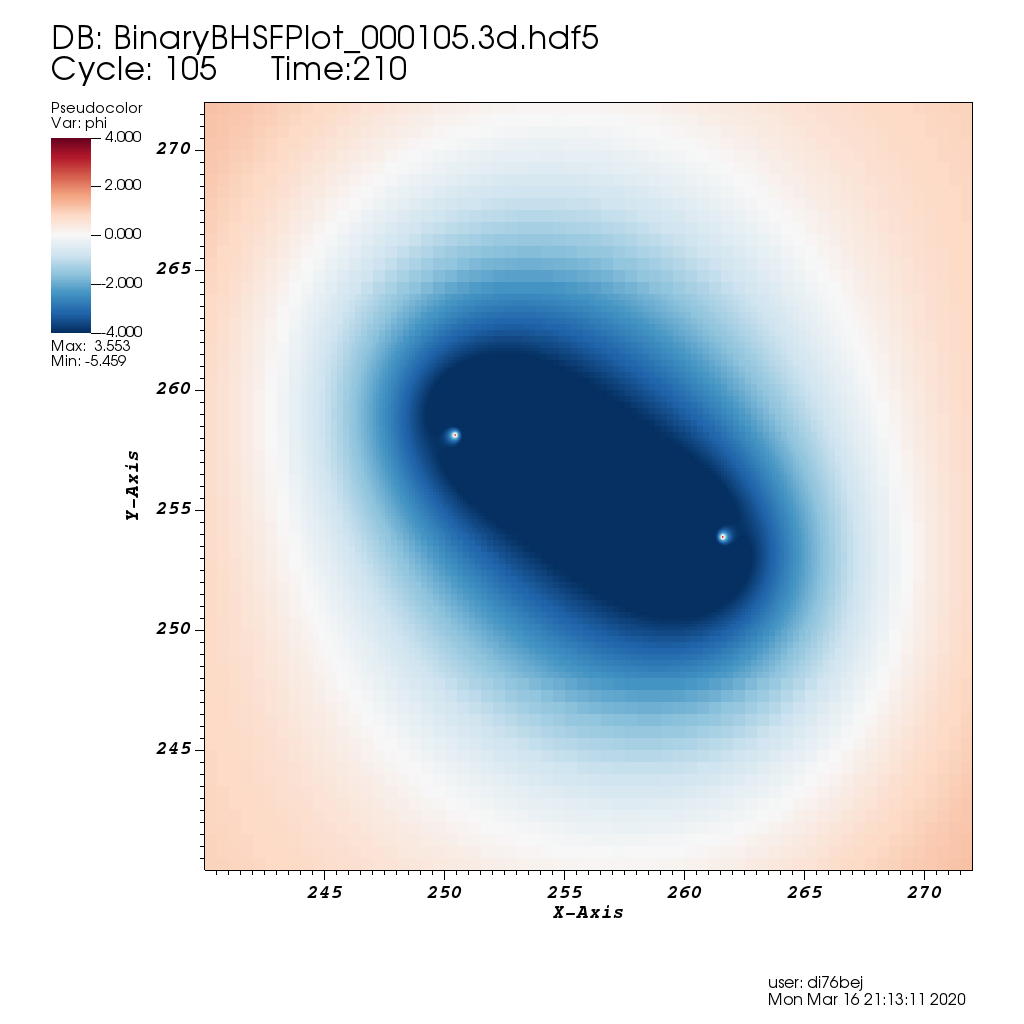 DB: BinaryBHSFPlot_000105.3d.hdf5
Cycle: 105 Time:210
Pseudocolor
Var: phi
4.000
2.000
0.000
-2.000
-4.000
Max: 3.553
Min: -5.459
270
265
260
255
250
245
Y-Axis
245 250 255 260 265 270
X-Axis
user: di76bej
Mon Mar 16 21:13:11 2020